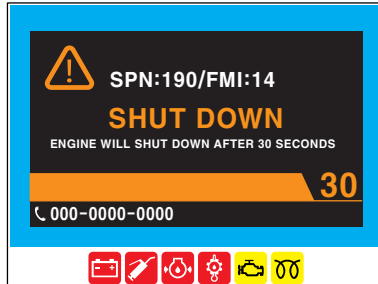 SPN:190/FMI:14
SHUT DOWN
ENGINE WILL SHUT DOWN AFTER 30 SECONDS
30
000-0000-0000